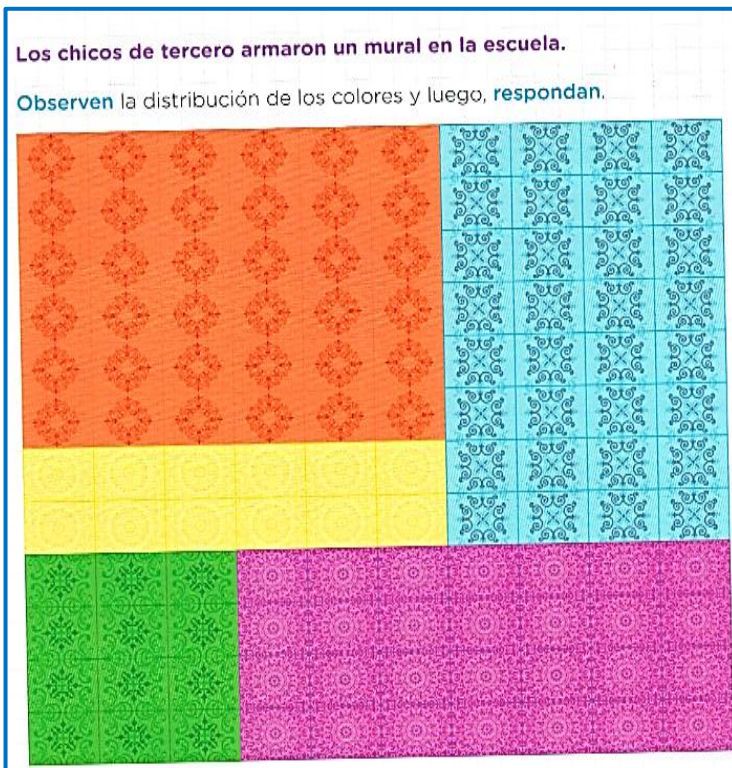 Los chicos de tercero armaron un mural en la escuela.
Observen la distribución de los colores y luego, respondan.